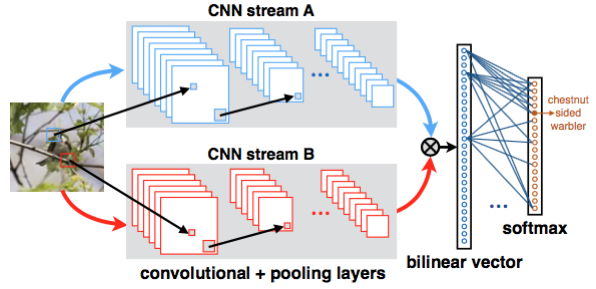 CNN stream A
chestnut
sided
warbler
CNN stream B
softmax
bilinear vector
convolutional + pooling layers